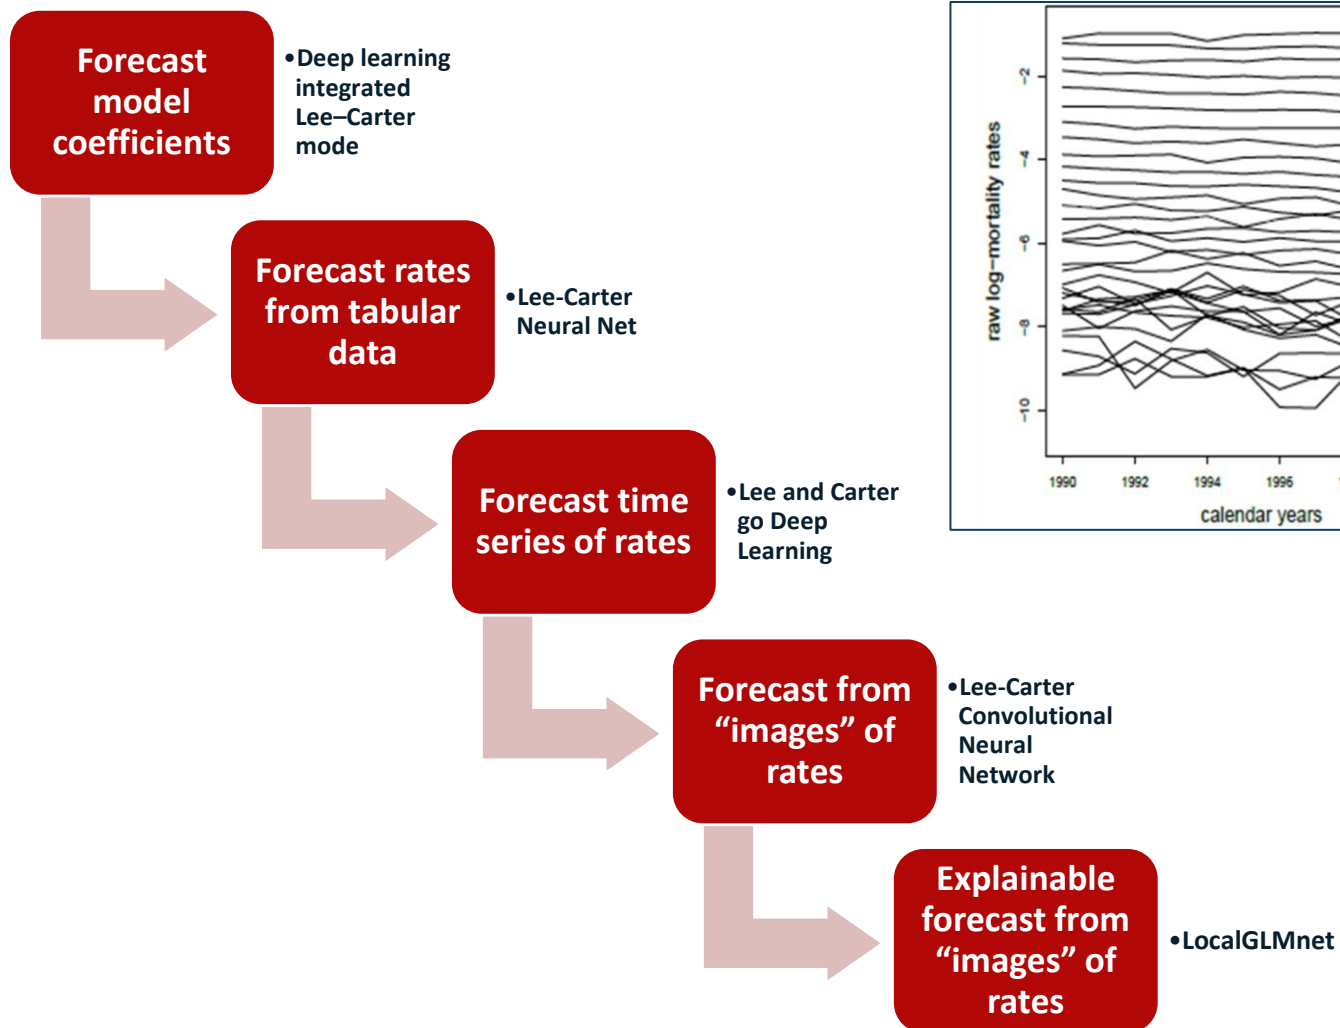 Forecast
model
coefficients
•Deep learning
integrated
Lee–Carter
mode
Forecast rates
from tabular
data
•Lee-Carter
Neural Net
Forecast time
series of rates
•Lee and Carter
go Deep
Learning
Forecast from
“images” of
rates
•Lee-Carter
Convolutional
Neural
Network
Explainable
forecast from
“images” of
rates
•LocalGLMnet
raw log−mortality rates
−2
−4
−6
−8
−10
1990 1992 1994 1996
calendar years